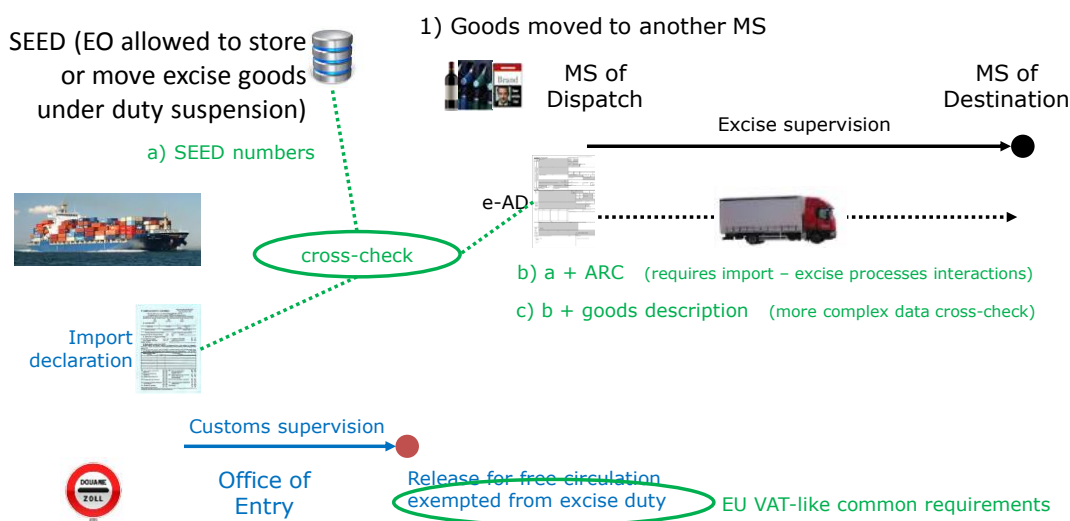 SEED (EO allowed to store
or move excise goods
under duty suspension)
a) SEED numbers
1) Goods moved to another MS
Brand
MS of
Dispatch
MS of
Destination
Excise supervision
e-AD
cross-check
b) a + ARC (requires import – excise processes interactions)
c) b + goods description (more complex data cross-check)
Import
declaration
Customs supervision
DOUANE
ZOLL
Office of
Entry
Release for free circulation
exempted from excise duty
EU VAT-like common requirements